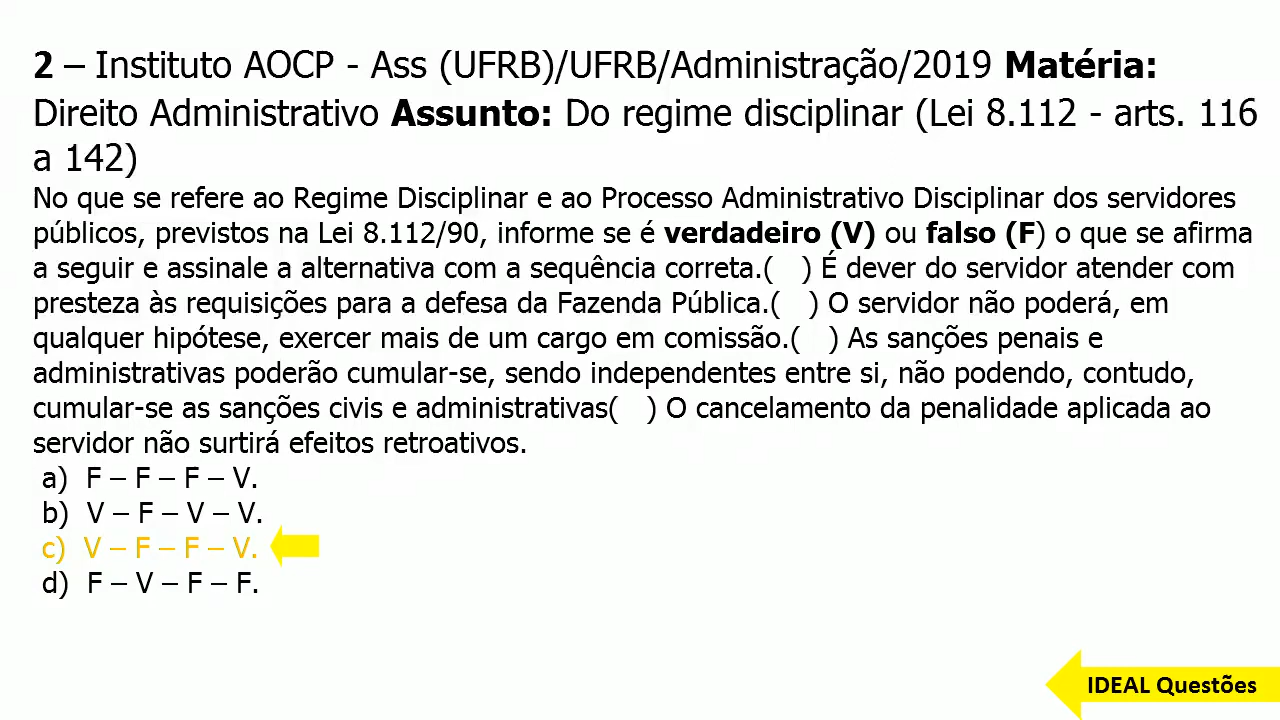 2 – Instituto AOCP - Ass (UFRB)/UFRB/Administração/2019 Matéria:
Direito Administrativo Assunto: Do regime disciplinar (Lei 8.112 - arts. 116
a 142)
No que se refere ao Regime Disciplinar e ao Processo Administrativo Disciplinar dos servidores
públicos, previstos na Lei 8.112/90, informe se é verdadeiro (V) ou falso (F) o que se afirma
a seguir e assinale a alternativa com a sequência correta.(   ) É dever do servidor atender com
presteza às requisições para a defesa da Fazenda Pública.(   ) O servidor não poderá, em
qualquer hipótese, exercer mais de um cargo em comissão.(   ) As sanções penais e
administrativas poderão cumular-se, sendo independentes entre si, não podendo, contudo,
cumular-se as sanções civis e administrativas(   ) O cancelamento da penalidade aplicada ao
servidor não surtirá efeitos retroativos.
a) F – F – F – V.
b) V – F – V – V.
c) V – F – F – V.
d) F – V – F – F.
IDEAL Questões